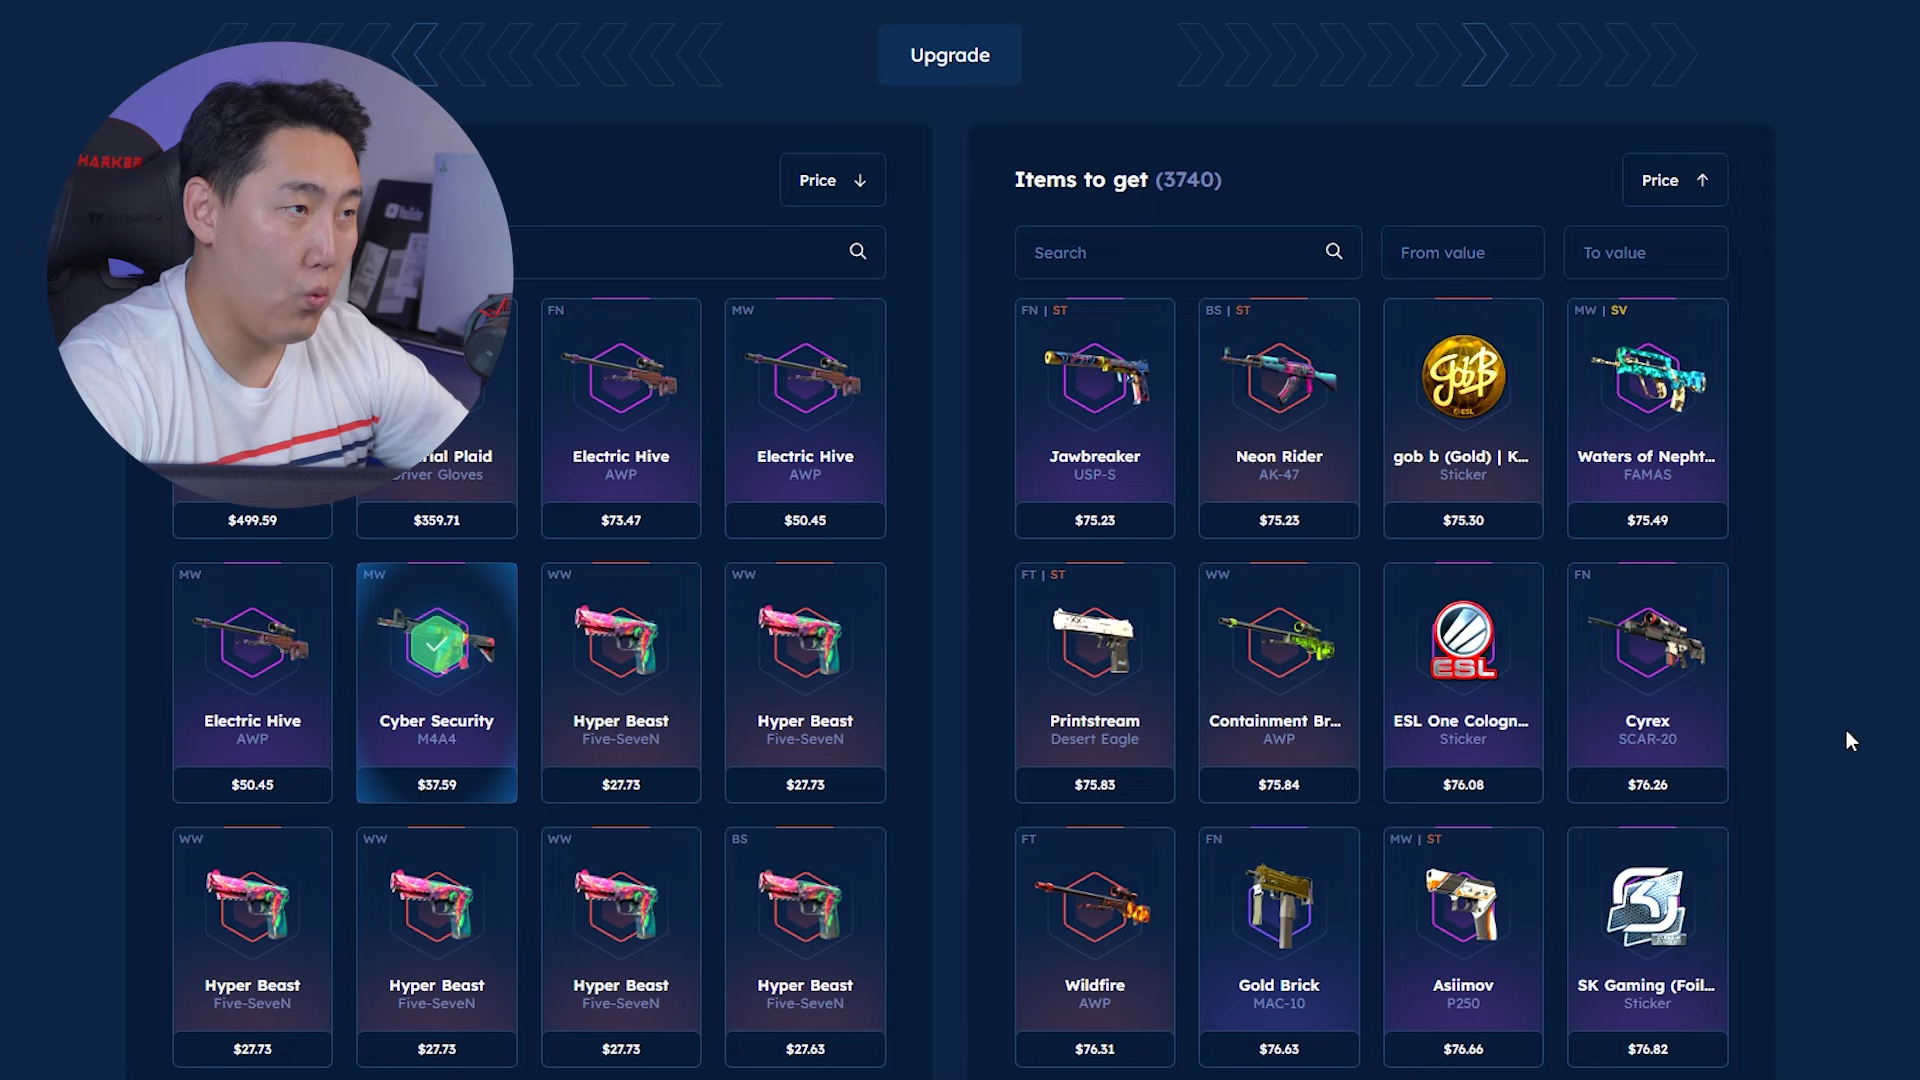 Upgrade
HARKER
YouTube
Price
Items to get (3740)
Price
Search
From value
To value
ial Plaid
Driver Gloves
$499.59
$359.71
FN
Electric Hive
AWP
$73.47
MW
Electric Hive
AWP
$50.45
FN | ST
Jawbreaker
USP-S
$75.23
BS | ST
Neon Rider
AK-47
$75.23
gob b
ESL
gob b (Gold) | K...
Sticker
$75.30
MW | SV
Waters of Nepht...
FAMAS
$75.49
MW
Electric Hive
AWP
$50.45
MW
Cyber Security
M4A4
$37.59
WW
Hyper Beast
Five-SeveN
$27.73
WW
Hyper Beast
Five-SeveN
$27.73
FT | ST
Printstream
Desert Eagle
$75.83
WW
Containment Br...
AWP
$75.84
ESL
ESL One Cologn...
Sticker
$76.08
FN
Cyrex
SCAR-20
$76.26
WW
Hyper Beast
Five-SeveN
$27.73
WW
Hyper Beast
Five-SeveN
$27.73
WW
Hyper Beast
Five-SeveN
$27.73
BS
Hyper Beast
Five-SeveN
$27.63
FT
Wildfire
AWP
$76.31
FN
Gold Brick
MAC-10
$76.63
MW | ST
Asiimov
P250
$76.66
SK Gaming (Foil...
Sticker
$76.82